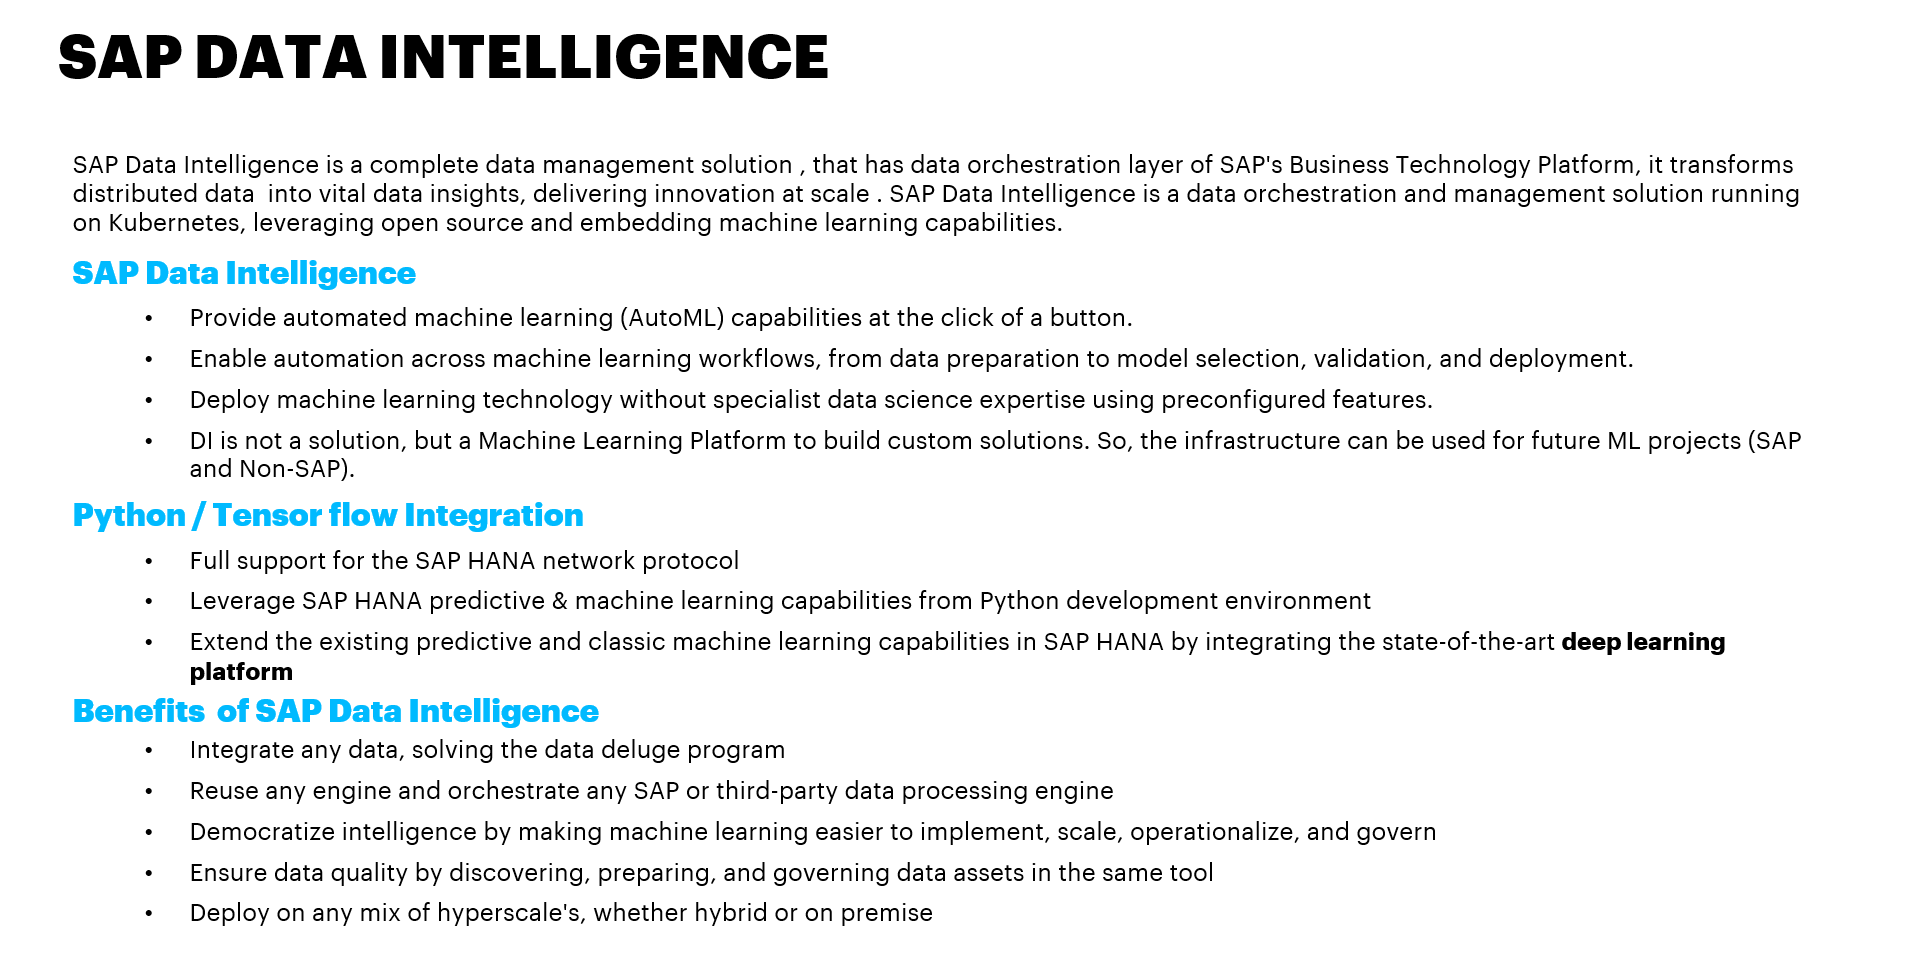 SAP DATA INTELLIGENCE
SAP Data Intelligence is a complete data management solution , that has data orchestration layer of SAP's Business Technology Platform, it transforms
distributed data  into vital data insights, delivering innovation at scale . SAP Data Intelligence is a data orchestration and management solution running
on Kubernetes, leveraging open source and embedding machine learning capabilities.
SAP Data Intelligence
• Provide automated machine learning (AutoML) capabilities at the click of a button.
• Enable automation across machine learning workflows, from data preparation to model selection, validation, and deployment.
• Deploy machine learning technology without specialist data science expertise using preconfigured features.
• DI is not a solution, but a Machine Learning Platform to build custom solutions. So, the infrastructure can be used for future ML projects (SAP
and Non-SAP).
Python / Tensor flow Integration
• Full support for the SAP HANA network protocol
• Leverage SAP HANA predictive & machine learning capabilities from Python development environment
• Extend the existing predictive and classic machine learning capabilities in SAP HANA by integrating the state-of-the-art deep learning
platform
Benefits  of SAP Data Intelligence
• Integrate any data, solving the data deluge program
• Reuse any engine and orchestrate any SAP or third-party data processing engine
• Democratize intelligence by making machine learning easier to implement, scale, operationalize, and govern
• Ensure data quality by discovering, preparing, and governing data assets in the same tool
• Deploy on any mix of hyperscale's, whether hybrid or on premise